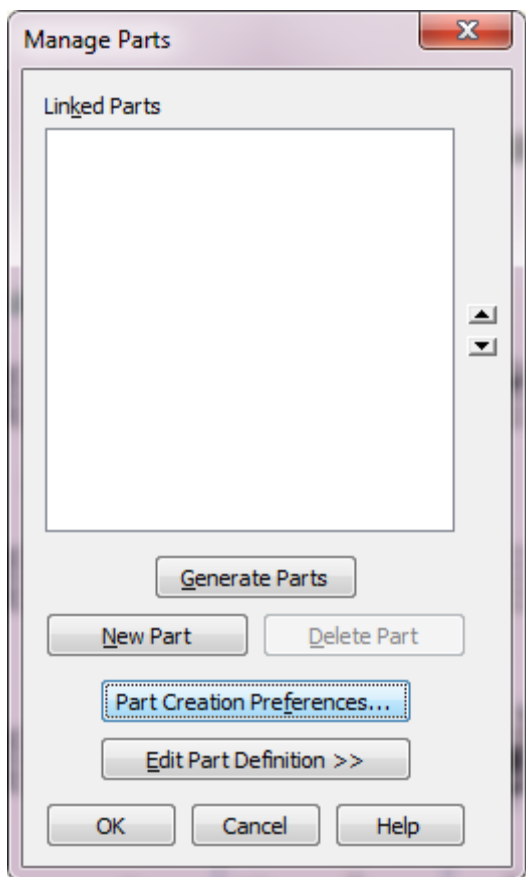 Manage Parts
Linked Parts
Generate Parts
New Part Delete Part
Part Creation Preferences...
Edit Part Definition >>
OK Cancel Help